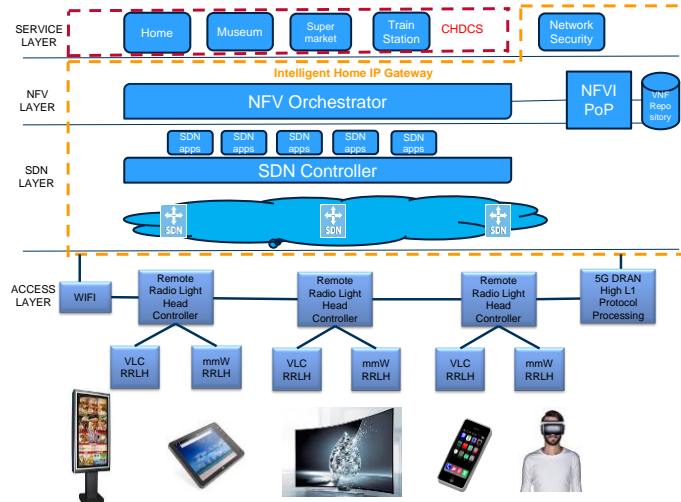 SERVICE
LAYER
Home
Museum
Super
market
Train
Station
CHDCS
Network
Security
Intelligent Home IP Gateway
NFV
LAYER
NFV Orchestrator
NFVI
PoP
VNF
Repo
sitory
SDN
apps
SDN
apps
SDN
apps
SDN
apps
SDN
apps
SDN
LAYER
SDN Controller
SDN
SDN
SDN
ACCESS
LAYER
WIFI
Remote
Radio Light
Head
Controller
Remote
Radio Light
Head
Controller
Remote
Radio Light
Head
Controller
5G DRAN
High L1
Protocol
Processing
VLC
RRLH
mmW
RRLH
VLC
RRLH
mmW
RRLH
VLC
RRLH
mmW
RRLH